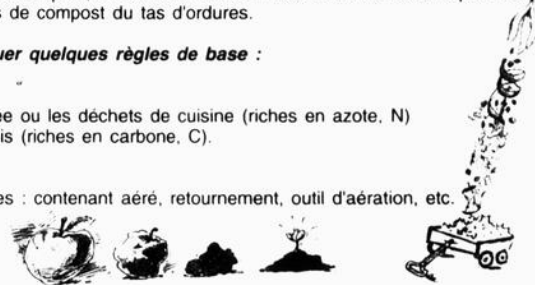 s de compost du tas d'ordures.
uer quelques règles de base :
ee ou les déchets de cuisine (riches en azote, N)
is (riches en carbone, C).
es : contenant aéré, retournement, outil d'aération, etc.